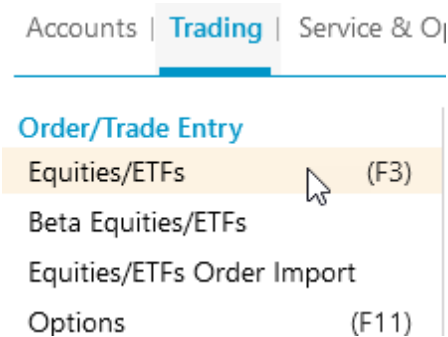 Accounts | Trading | Service & Op
Order/Trade Entry
Equities/ETFs (F3)
Beta Equities/ETFs
Equities/ETFs Order Import
Options (F11)